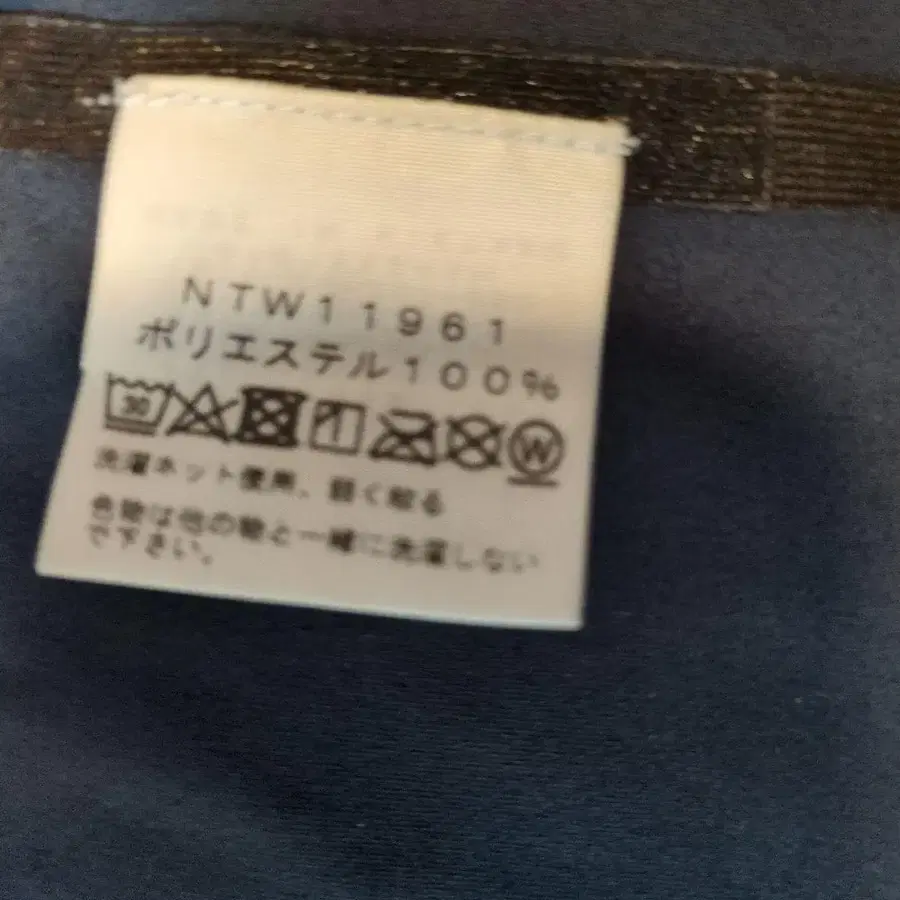 NTW11961
ポリエステル100%
30
W
洗濯ネット使用、軽く絞る
色物は他の物と一緒に洗濯しない
で下さい。